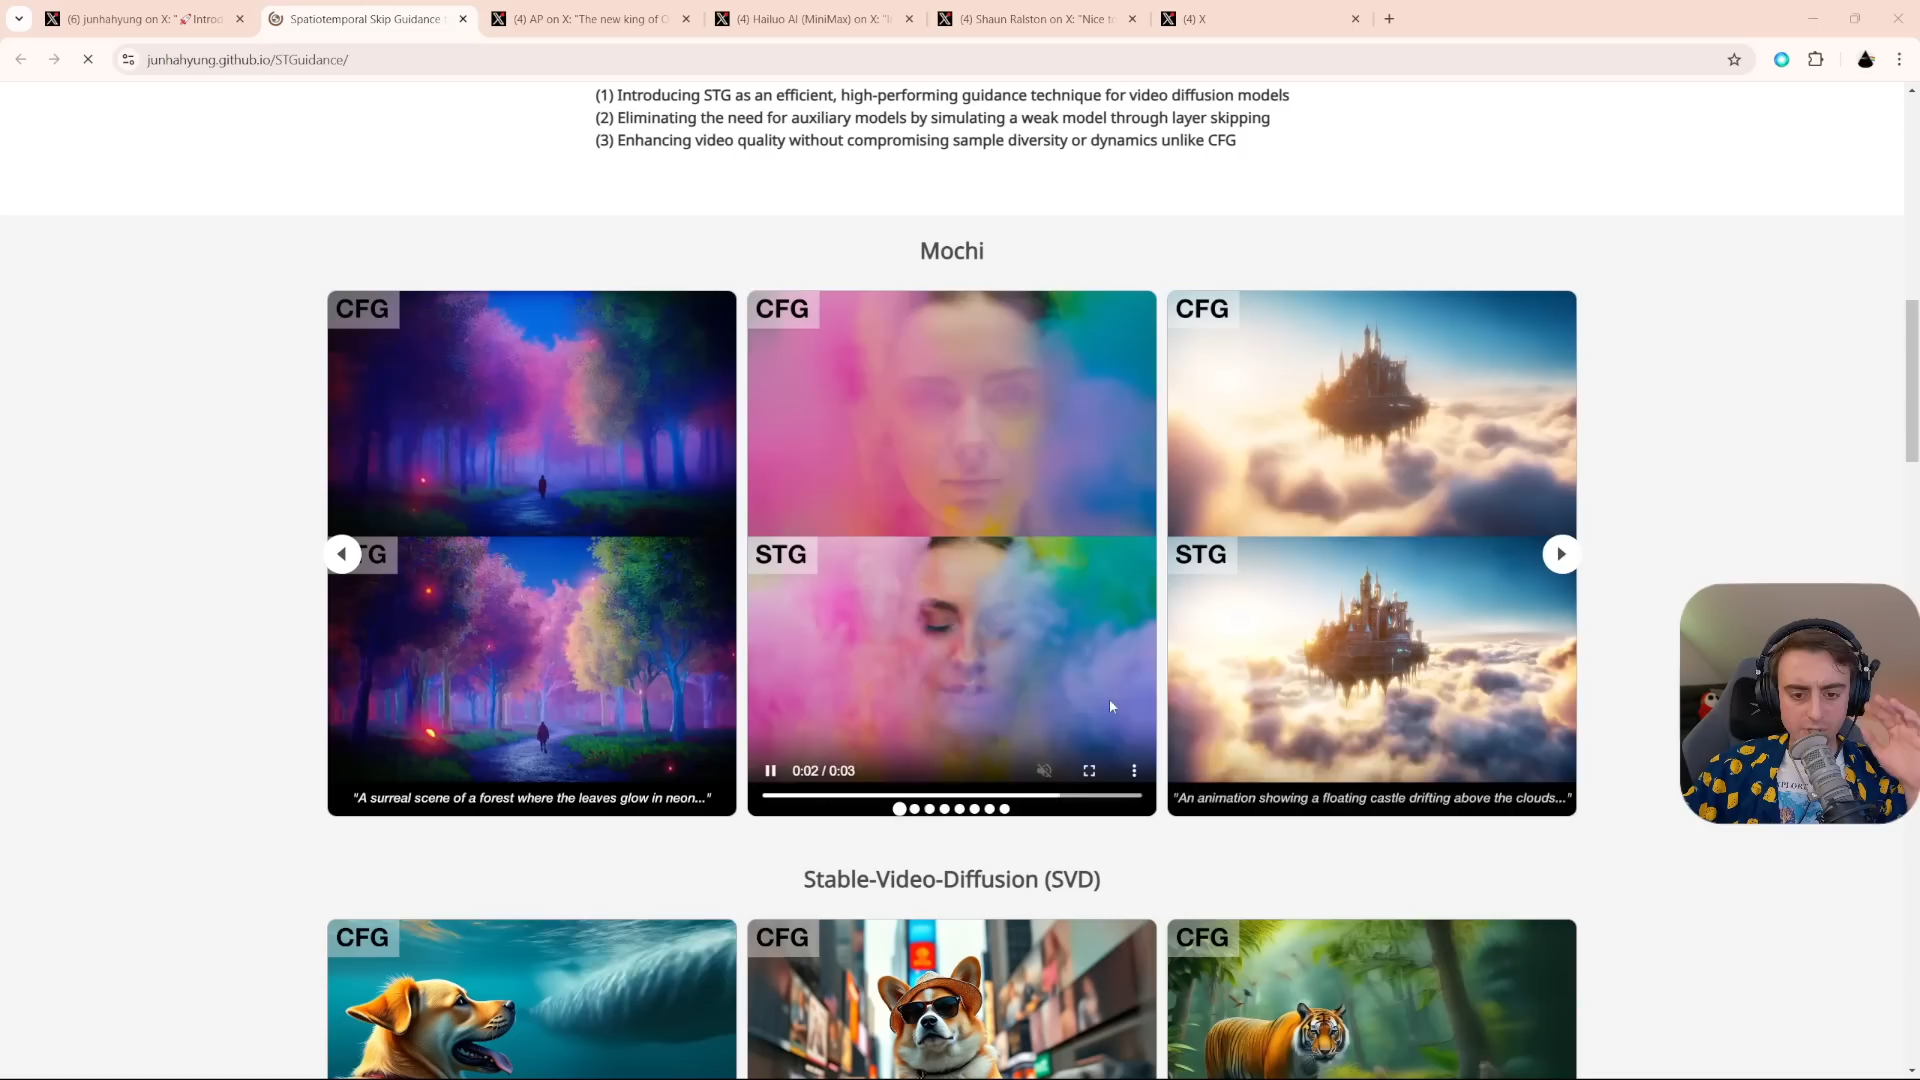 (6) junhahyung on X: "🚀Introd
Spatiotemporal Skip Guidance
(4) AP on X: "The new king of O
(4) Hailuo AI (MiniMax) on X: "I
(4) Shaun Ralston on X: "Nice to
(4) X
junhahyung.github.io/STGuidance/
(1) Introducing STG as an efficient, high-performing guidance technique for video diffusion models
(2) Eliminating the need for auxiliary models by simulating a weak model through layer skipping
(3) Enhancing video quality without compromising sample diversity or dynamics unlike CFG
Mochi
CFG
CFG
CFG
TG
STG
STG
0:02 / 0:03
"A surreal scene of a forest where the leaves glow in neon..."
"An animation showing a floating castle drifting above the clouds..."
Stable-Video-Diffusion (SVD)
CFG
CFG
CFG